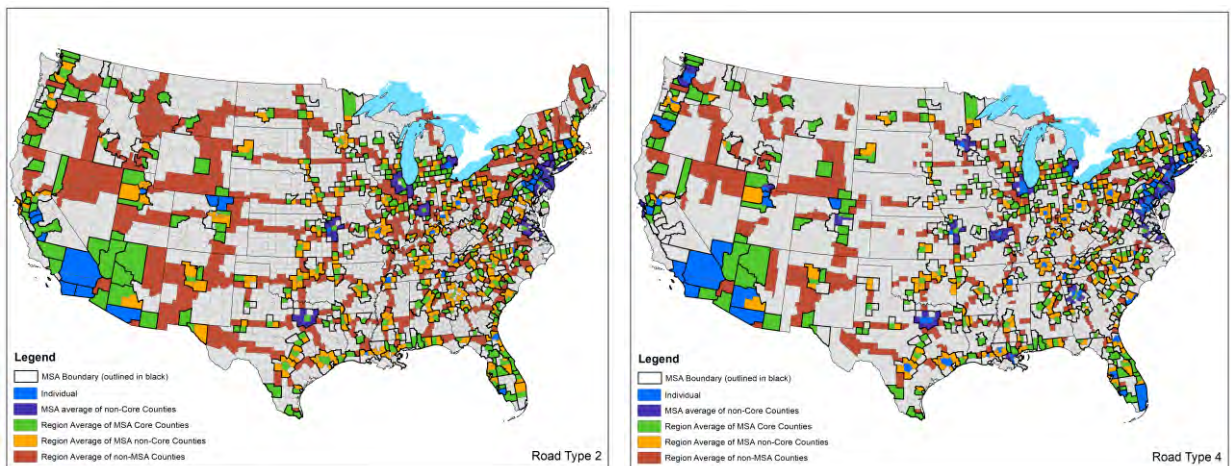 Legend
MSA Boundary (outlined in black)
Individual
MSA average of non-Core Counties
Region Average of MSA Core Counties
Region Average of MSA non-Core Counties
Region Average of non-MSA Counties
Road Type 2
Legend
MSA Boundary (outlined in black)
Individual
MSA average of non-Core Counties
Region Average of MSA Core Counties
Region Average of MSA non-Core Counties
Region Average of non-MSA Counties
Road Type 4